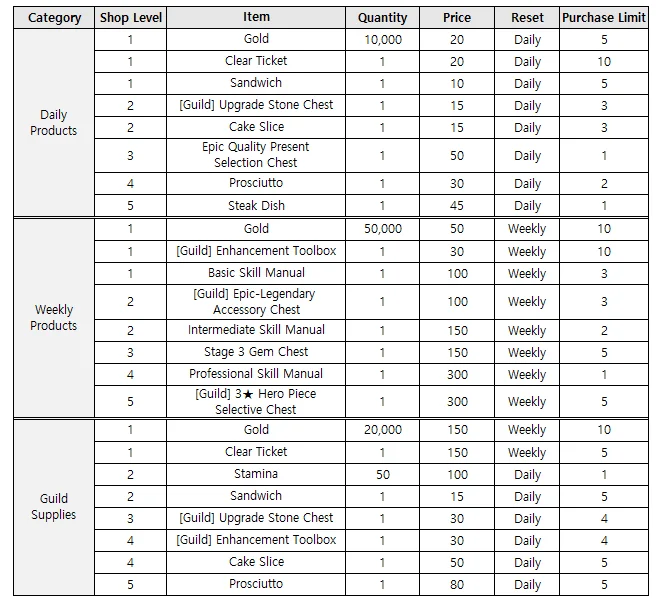 Category Shop Level Item Quantity Price Reset Purchase Limit
Daily Products
1 Gold 10,000 20 Daily 5
1 Clear Ticket 1 20 Daily 10
1 Sandwich 1 10 Daily 5
2 [Guild] Upgrade Stone Chest 1 15 Daily 3
2 Cake Slice 1 15 Daily 3
3 Epic Quality Present
Selection Chest 1 50 Daily 1
4 Prosciutto 1 30 Daily 2
5 Steak Dish 1 45 Daily 1
Weekly Products
1 Gold 50,000 50 Weekly 10
1 [Guild] Enhancement Toolbox 1 30 Weekly 10
1 Basic Skill Manual 1 100 Weekly 3
2 [Guild] Epic-Legendary
Accessory Chest 1 100 Weekly 3
2 Intermediate Skill Manual 1 150 Weekly 2
3 Stage 3 Gem Chest 1 150 Weekly 5
4 Professional Skill Manual 1 300 Weekly 1
5 [Guild] 3★ Hero Piece
Selective Chest 1 300 Weekly 5
Guild Supplies
1 Gold 20,000 150 Weekly 10
1 Clear Ticket 1 150 Weekly 5
2 Stamina 50 100 Daily 1
2 Sandwich 1 15 Daily 5
3 [Guild] Upgrade Stone Chest 1 30 Daily 4
4 [Guild] Enhancement Toolbox 1 30 Daily 4
4 Cake Slice 1 50 Daily 5
5 Prosciutto 1 80 Daily 5